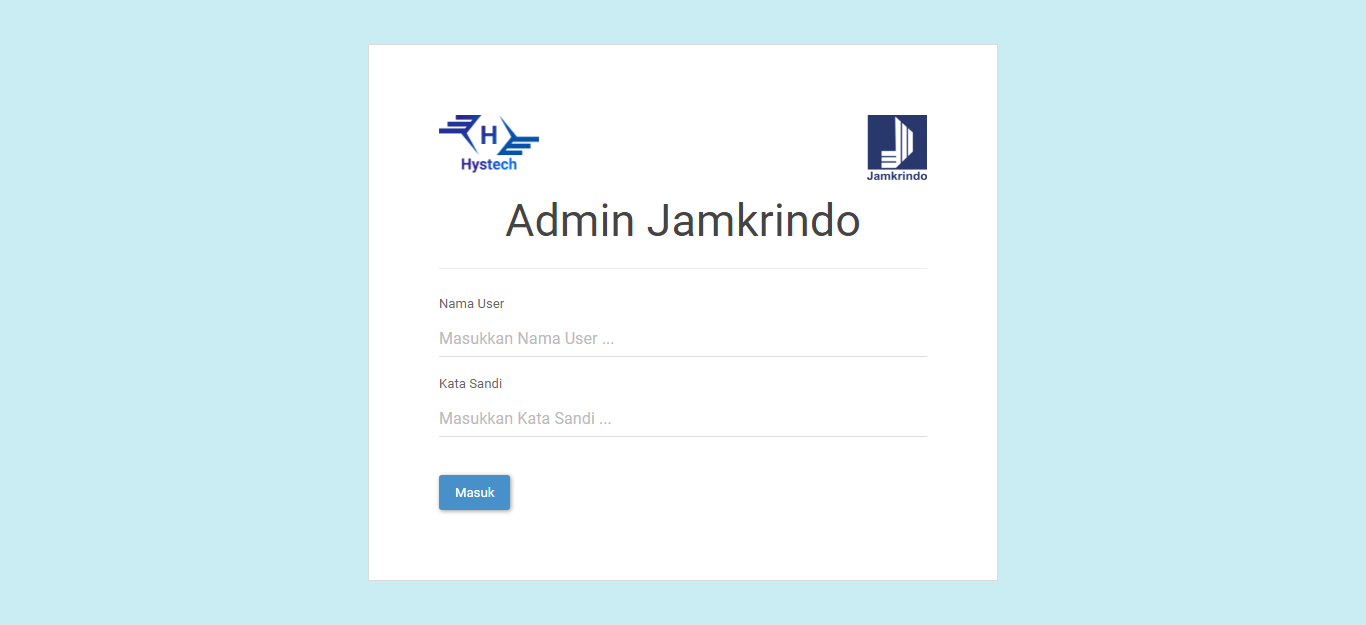 H
Hystech
Jamkrindo
Admin Jamkrindo
Nama User
Masukkan Nama User ...
Kata Sandi
Masukkan Kata Sandi ...
Masuk